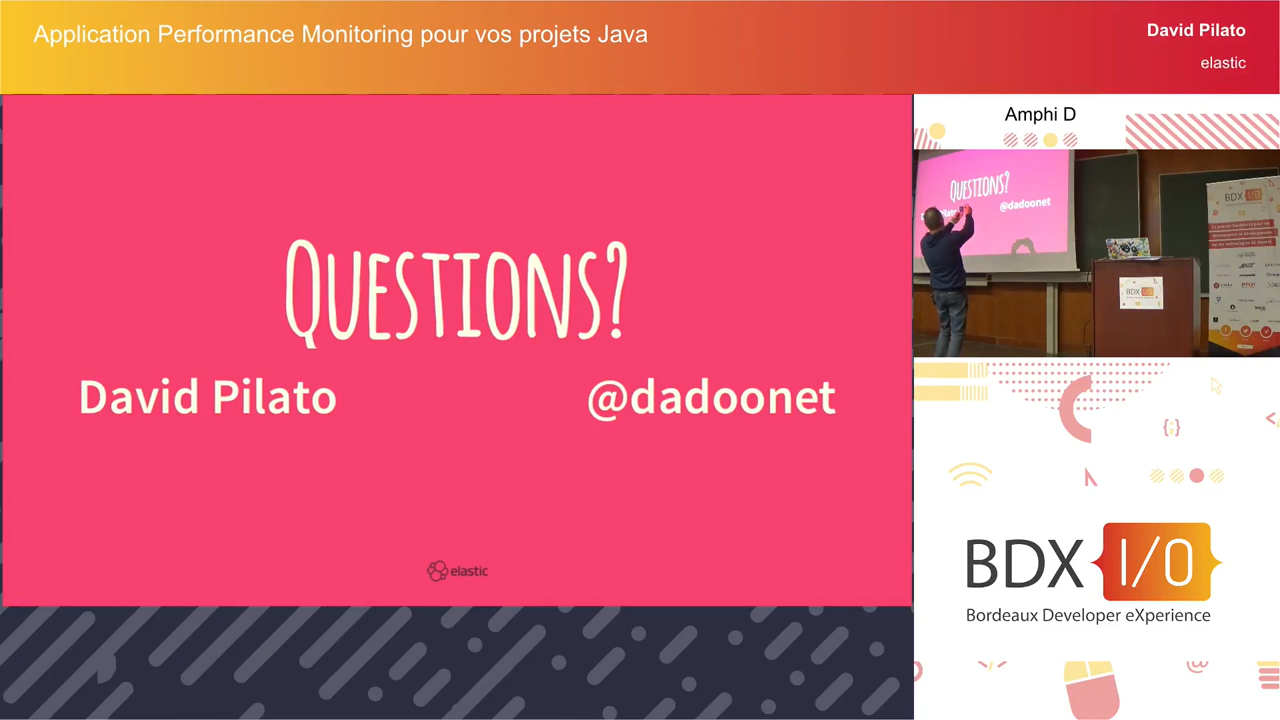 Application Performance Monitoring pour vos projets Java
David Pilato
elastic
QUESTIONS?
David Pilato
@dadoonet
elastic
Amphi D
QUESTIONS?
@dadoonet
BDX I/O
BDX I/O
BDX I/O
Bordeaux Developer eXperience